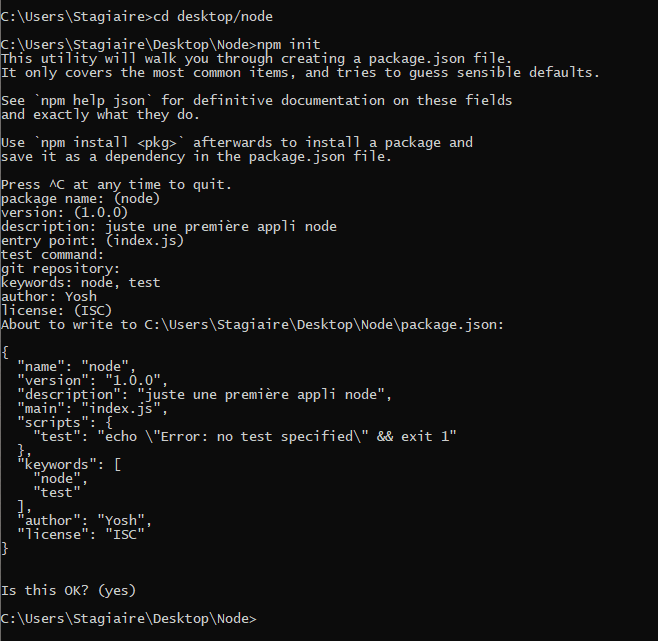 C:\Users\Stagiaire>cd desktop/node
C:\Users\Stagiaire\Desktop\Node>npm init
This utility will walk you through creating a package.json file.
It only covers the most common items, and tries to guess sensible defaults.
See `npm help json` for definitive documentation on these fields
and exactly what they do.
Use `npm install <pkg>` afterwards to install a package and
save it as a dependency in the package.json file.
Press ^C at any time to quit.
package name: (node)
version: (1.0.0)
description: juste une première appli node
entry point: (index.js)
test command:
git repository:
keywords: node, test
author: Yosh
license: (ISC)
About to write to C:\Users\Stagiaire\Desktop\Node\package.json:
{
  "name": "node",
  "version": "1.0.0",
  "description": "juste une première appli node",
  "main": "index.js",
  "scripts": {
    "test": "echo \"Error: no test specified\" && exit 1"
  },
  "keywords": [
    "node",
    "test"
  ],
  "author": "Yosh",
  "license": "ISC"
}
Is this OK? (yes)
C:\Users\Stagiaire\Desktop\Node>